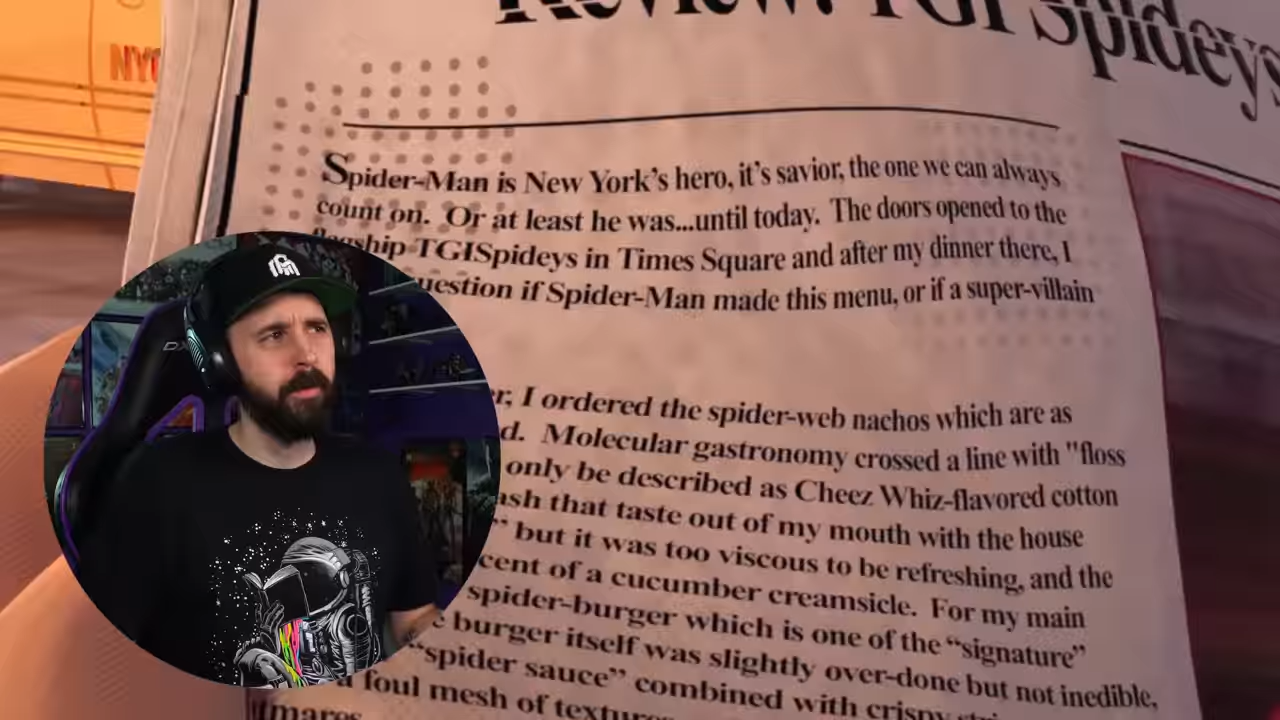 NYC
Review: TGI Spideys
Spider-Man is New York's hero, it's savior, the one we can always
count on. Or at least he was...until today. The doors opened to the
flagship TGISpideys in Times Square and after my dinner there, I
question if Spider-Man made this menu, or if a super-villain
I ordered the spider-web nachos which are as
Molecular gastronomy crossed a line with "floss
only be described as Cheez Whiz-flavored cotton
that taste out of my mouth with the house
but it was too viscous to be refreshing, and the
of a cucumber creamsicle. For my main
spider-burger which is one of the “signature”
burger itself was slightly over-done but not inedible,
“spider sauce” combined with crispy
foul mesh of textures